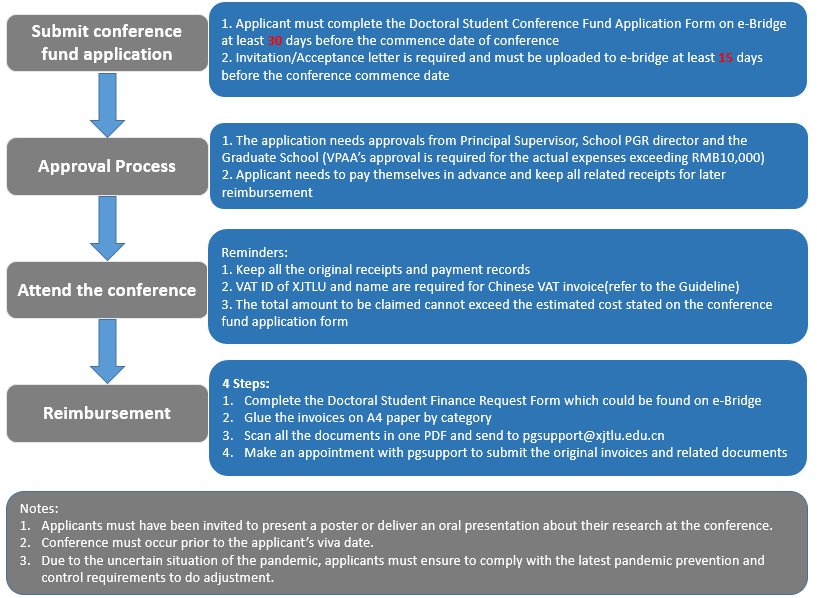 Submit conference
fund application
1. Applicant must complete the Doctoral Student Conference Fund Application Form on e-Bridge
at least 30 days before the commence date of conference
2. Invitation/Acceptance letter is required and must be uploaded to e-bridge at least 15 days
before the conference commence date
Approval Process
1. The application needs approvals from Principal Supervisor, School PGR director and the
Graduate School (VPAA's approval is required for the actual expenses exceeding RMB10,000)
2. Applicant needs to pay themselves in advance and keep all related receipts for later
reimbursement
Attend the conference
Reminders:
1. Keep all the original receipts and payment records
2. VAT ID of XJTLU and name are required for Chinese VAT invoice(refer to the Guideline)
3. The total amount to be claimed cannot exceed the estimated cost stated on the conference
fund application form
Reimbursement
4 Steps:
1. Complete the Doctoral Student Finance Request Form which could be found on e-Bridge
2. Glue the invoices on A4 paper by category
3. Scan all the documents in one PDF and send to pgsupport@xjtlu.edu.cn
4. Make an appointment with pgsupport to submit the original invoices and related documents
Notes:
1. Applicants must have been invited to present a poster or deliver an oral presentation about their research at the conference.
2. Conference must occur prior to the applicant's viva date.
3. Due to the uncertain situation of the pandemic, applicants must ensure to comply with the latest pandemic prevention and
control requirements to do adjustment.